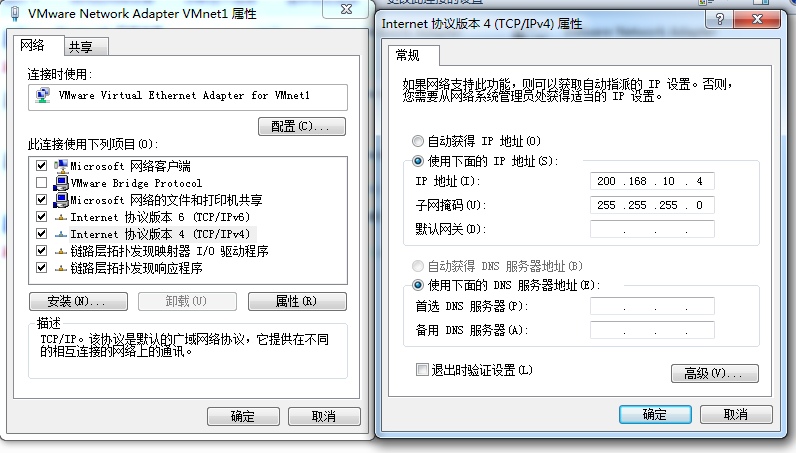 更改此连接的设置
VMware Network Adapter VMnet1 属性
网络
共享
连接时使用:
VMware Virtual Ethernet Adapter for VMnet1
配置(C)...
此连接使用下列项目(O):
Microsoft 网络客户端
VMware Bridge Protocol
Microsoft 网络的文件和打印机共享
Internet 协议版本 6 (TCP/IPv6)
Internet 协议版本 4 (TCP/IPv4)
链路层拓扑发现映射器 I/O 驱动程序
链路层拓扑发现响应程序
安装(N)...
卸载(U)
属性(R)
描述
TCP/IP。该协议是默认的广域网络协议，它提供在不同
的相互连接的网络上的通讯。
确定
取消
Internet 协议版本 4 (TCP/IPv4) 属性
常规
如果网络支持此功能，则可以获取自动指派的 IP 设置。否则，
您需要从网络系统管理员处获得适当的 IP 设置。
自动获得 IP 地址(O)
使用下面的 IP 地址(S):
IP 地址(I):
200 .168 .10 . 4
子网掩码(U):
255 .255 .255 . 0
默认网关(D):
. . .
自动获得 DNS 服务器地址(B)
使用下面的 DNS 服务器地址(E):
首选 DNS 服务器(P):
. . .
备用 DNS 服务器(A):
. . .
退出时验证设置(L)
高级(V)...
确定
取消